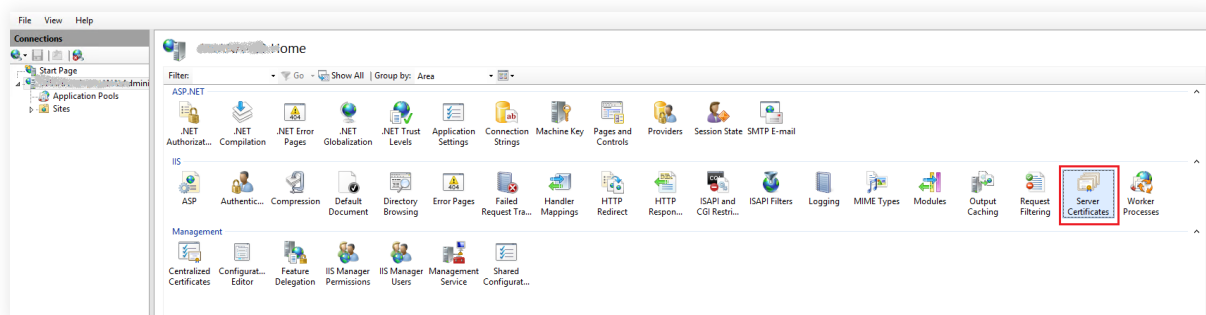 File View Help
Connections
Start Page
dmini
Application Pools
Sites
Home
Filter: Go Show All Group by: Area
ASP.NET
.NET Authorizat...
.NET Compilation
.NET Error Pages
.NET Globalization
.NET Trust Levels
Application Settings
Connection Strings
Machine Key
Pages and Controls
Providers
Session State
SMTP E-mail
IIS
ASP
Authentic...
Compression
Default Document
Directory Browsing
Error Pages
Failed Request Tra...
Handler Mappings
HTTP Redirect
HTTP Respon...
ISAPI and CGI Restri...
ISAPI Filters
Logging
MIME Types
Modules
Output Caching
Request Filtering
Server Certificates
Worker Processes
Management
Centralized Certificates
Configurat... Editor
Feature Delegation
IIS Manager Permissions
IIS Manager Users
Management Service
Shared Configurat...